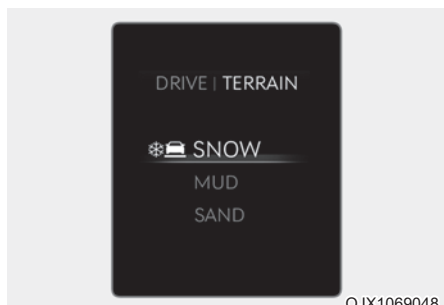 DRIVE | TERRAIN
SNOW
MUD
SAND
OJX1069048